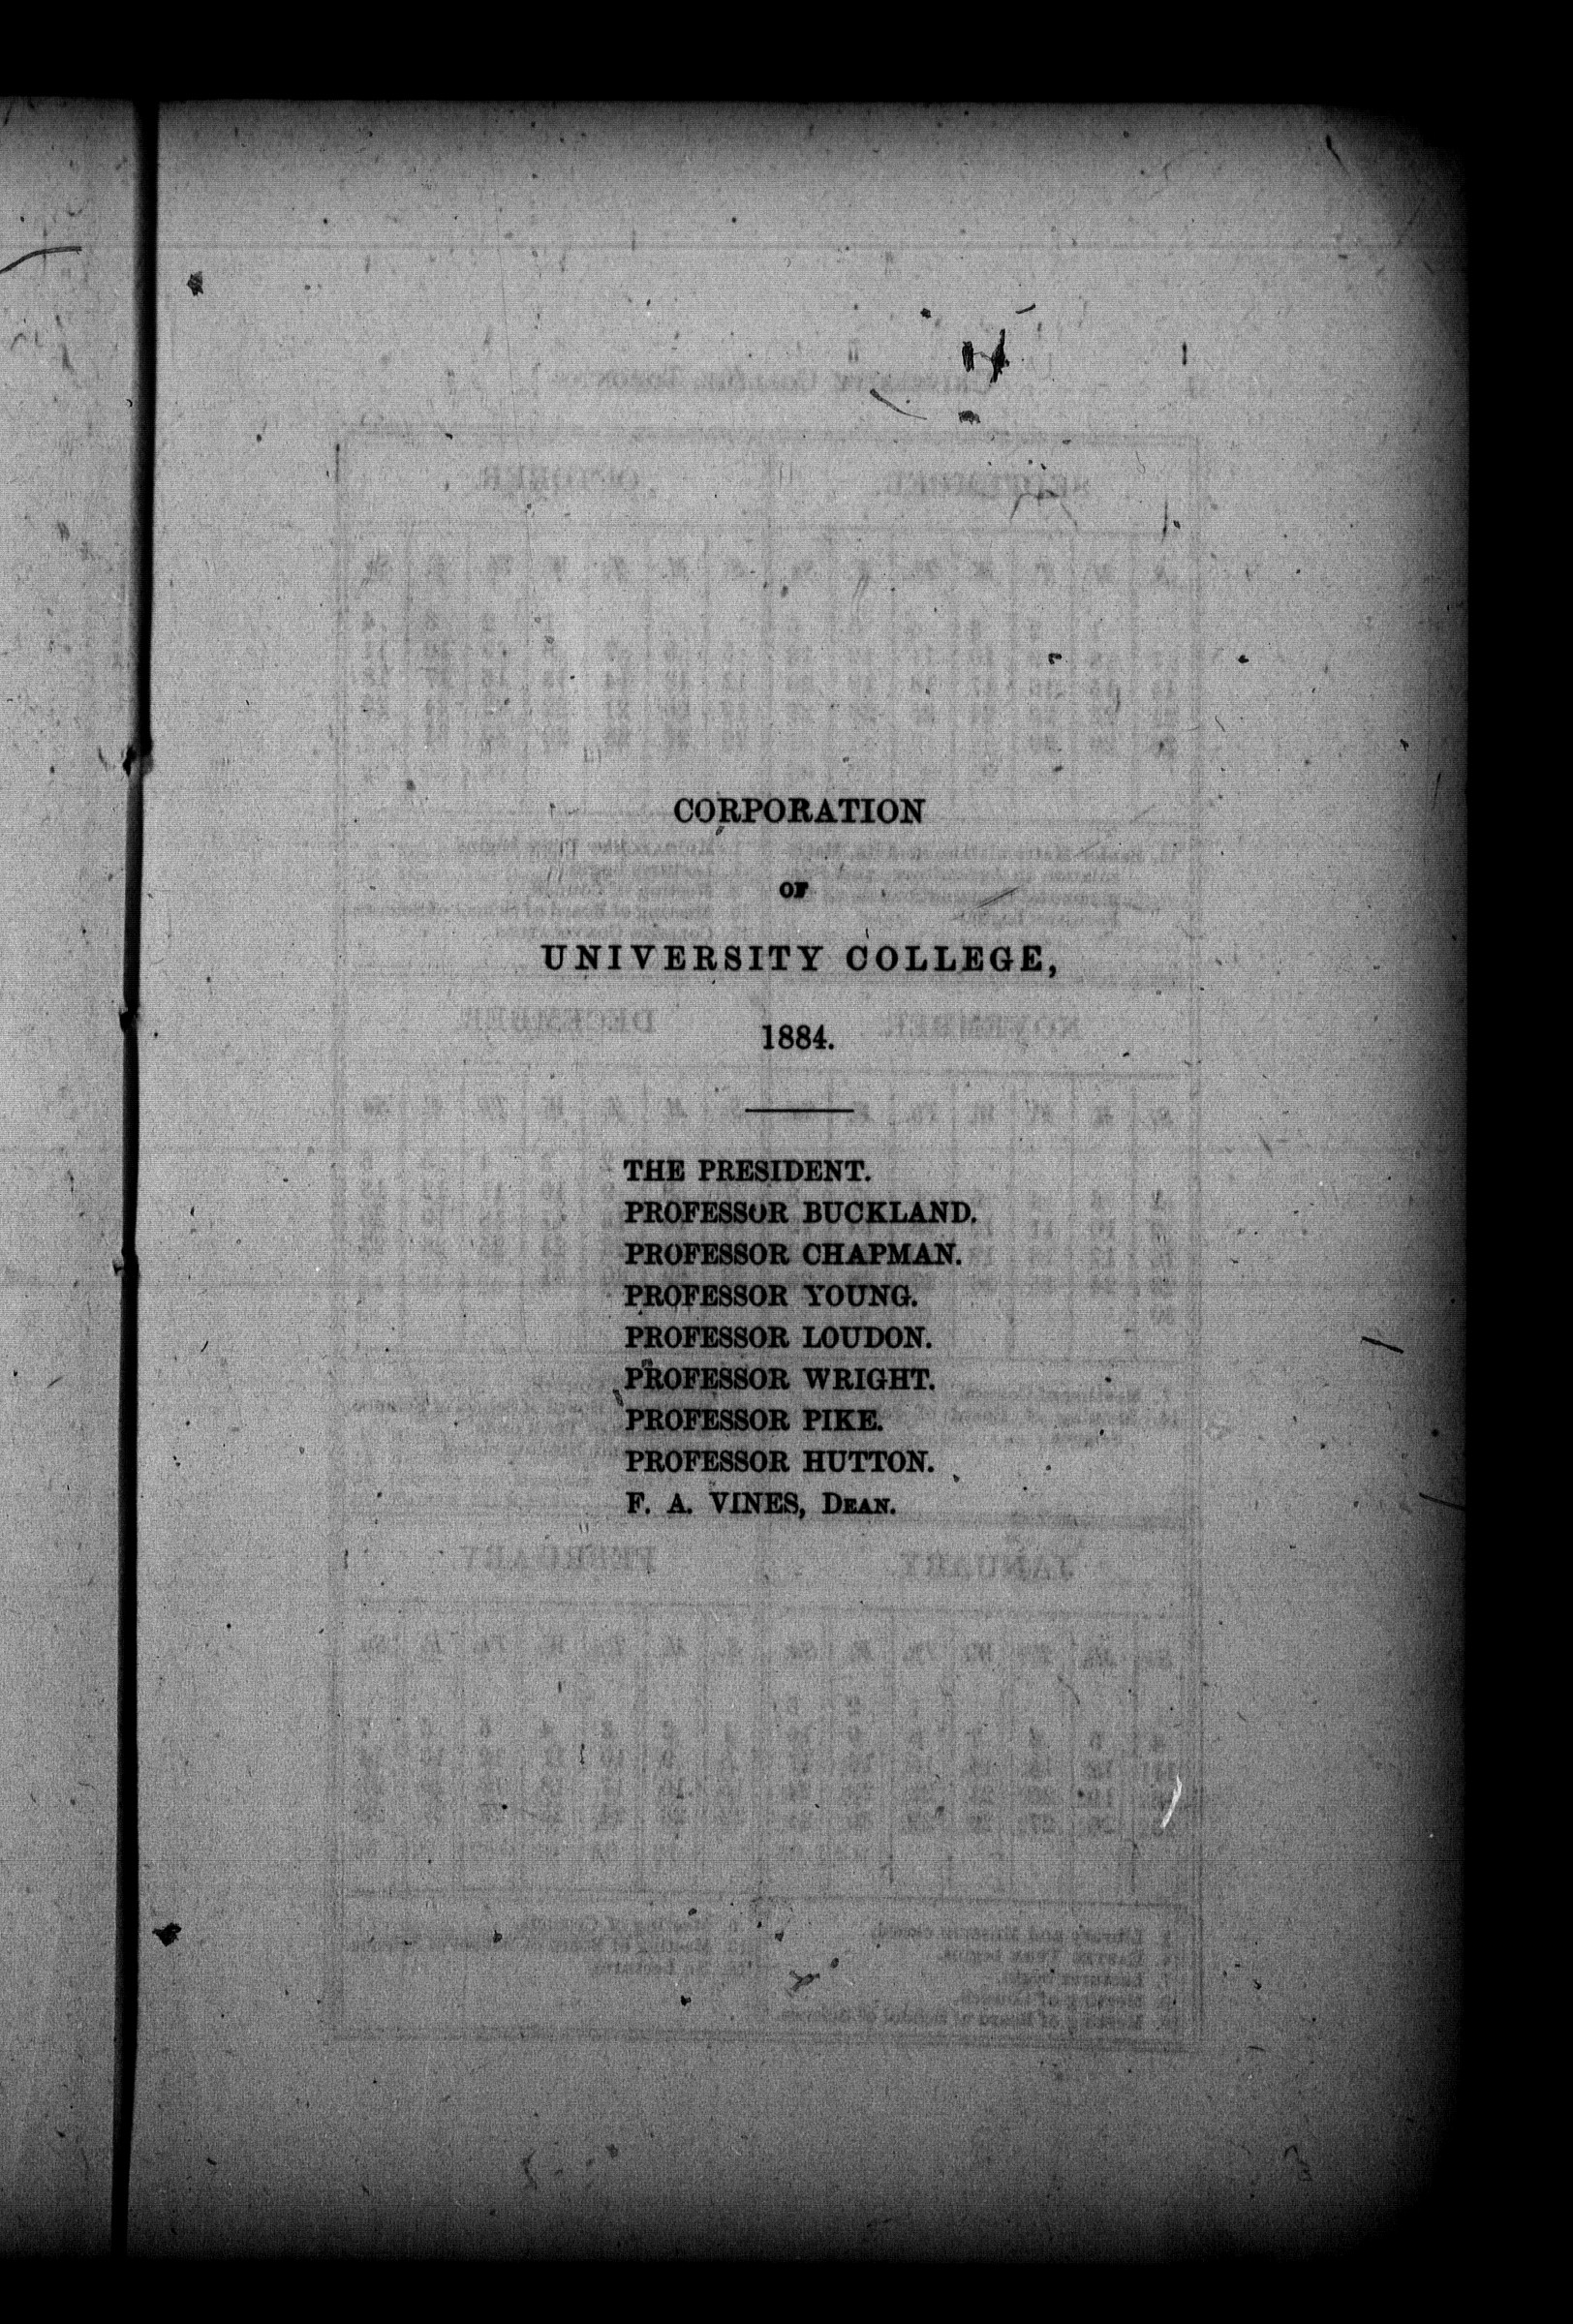 CORPORATION
OF
UNIVERSITY COLLEGE,
1884.
THE PRESIDENT.
PROFESSOR BUCKLAND.
PROFESSOR CHAPMAN.
PROFESSOR YOUNG.
PROFESSOR LOUDON.
PROFESSOR WRIGHT.
PROFESSOR PIKE.
PROFESSOR HUTTON.
F. A. VINES, DEAN.